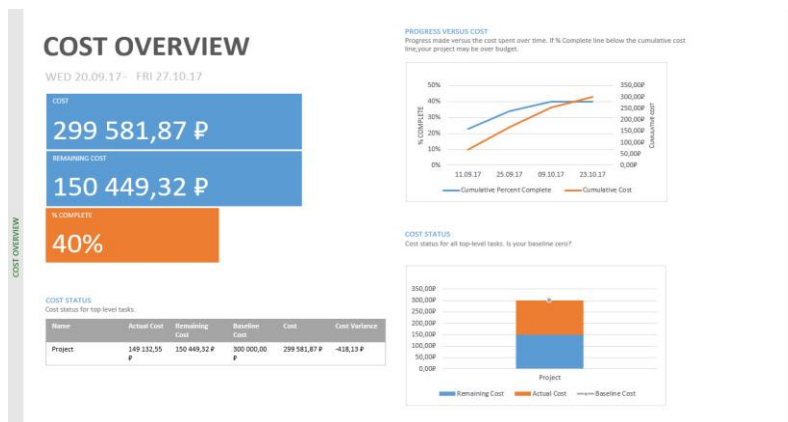 COST OVERVIEW
COST OVERVIEW
WED 20.09.17 - FRI 27.10.17
COST
299 581,87 ₽
REMAINING COST
150 449,32 ₽
% COMPLETE
40%
COST STATUS
Cost status for top level tasks.
Name Actual Cost Remaining Cost Baseline Cost Cost Cost Variance
Project 149 132,55 ₽ 150 449,32 ₽ 300 000,00 ₽ 299 581,87 ₽ -418,13 ₽
PROGRESS VERSUS COST
Progress made versus the cost spent over time. If % Complete line below the cumulative cost
line,your project may be over budget.
% COMPLETE
50%
40%
30%
20%
10%
0%
350,00₽
300,00₽
250,00₽
200,00₽
150,00₽
100,00₽
50,00₽
0,00₽
CUMULATIVE COST
11.09.17 25.09.17 09.10.17 23.10.17
Cumulative Percent Complete Cumulative Cost
COST STATUS
Cost status for all top-level tasks. Is your baseline zero?
350,00₽
300,00₽
250,00₽
200,00₽
150,00₽
100,00₽
50,00₽
0,00₽
Project
Remaining Cost Actual Cost Baseline Cost